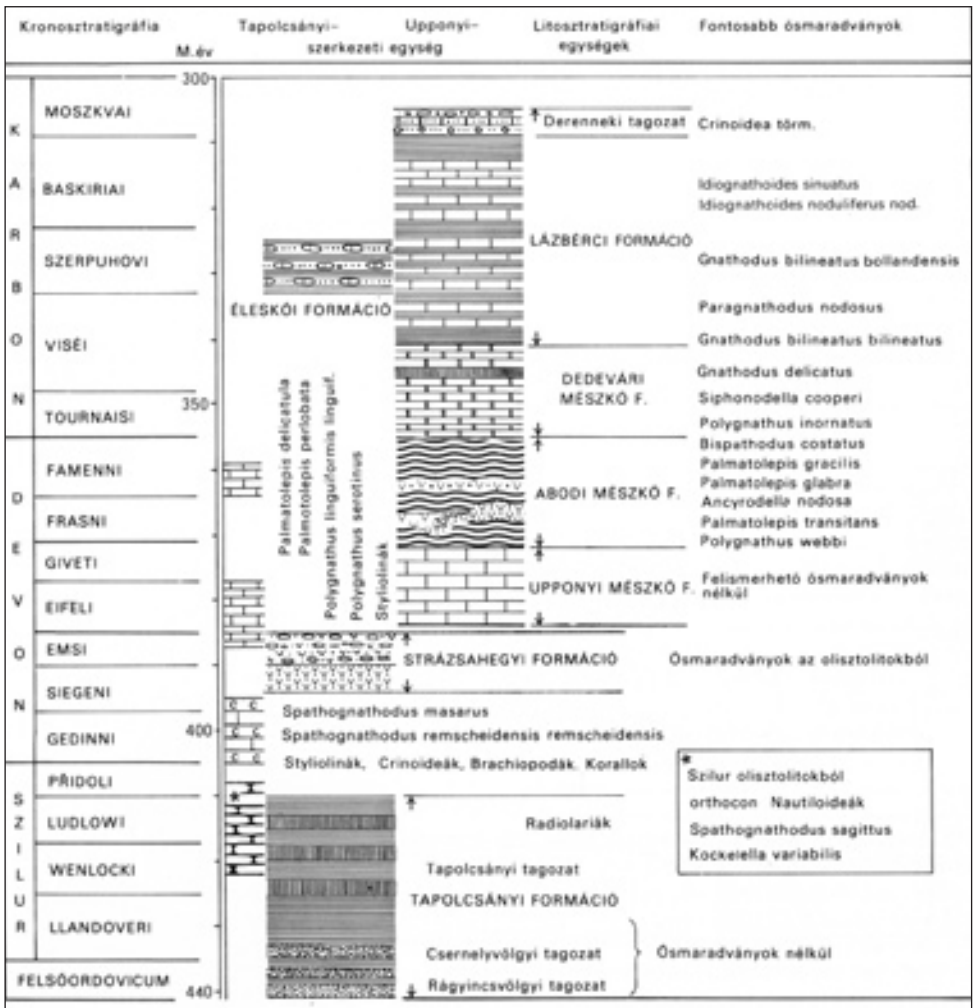 Kronosztratigráfia
M.év
Tapolcsányi– Upponyi–
szerkezeti egység
Litosztratigráfiai
egységek
Fontosabb ősmaradványok
300
KARBON
MOSZKVAI
BASKIRIAI
SZERPUHOVI
VISÉI
350
TOURNAISI
DEVON
FAMENNI
FRASNI
GIVETI
EIFELI
EMSI
SIEGENI
400
GEDINNI
SZILUR
PŘIDOLI
LUDLOWI
WENLOCKI
LLANDOVERI
FELSŐORDOVICUM
440
ÉLESKŐI FORMÁCIÓ
Palmatolepis delicatula
Palmotolepis perlobata
Polygnathus linguiformis linguif.
Polygnathus serotinus
Styliolinák
Derenneki tagozat
Crinoidea törm.
LÁZBÉRCI FORMÁCIÓ
Idiognathoides sinuatus
Idiognathoides noduliferus nod.
Gnathodus bilineatus bollandensis
Paragnathodus nodosus
Gnathodus bilineatus bilineatus
DEDEVÁRI
MÉSZKŐ F.
Gnathodus delicatus
Siphonodella cooperi
Polygnathus inornatus
ABODI MÉSZKŐ F.
Bispathodus costatus
Palmatolepis gracilis
Palmatolepis glabra
Ancyrodella nodosa
Palmatolepis transitans
Polygnathus webbi
UPPONYI MÉSZKŐ F.
Felismerhető ősmaradványok
nélkül
STRÁZSAHEGYI FORMÁCIÓ
Ősmaradványok az olisztolitokból
Spathognathodus masarus
Spathognathodus remscheidensis remscheidensis
Styliolinák, Crinoideák, Brachiopodák, Korallok
*
Radiolariák
Tapolcsányi tagozat
TAPOLCSÁNYI FORMÁCIÓ
Csernelyvölgyi tagozat
Rágyincsvölgyi tagozat
Ősmaradványok nélkül
*
Szilur olisztolitokból
orthocon Nautiloideák
Spathognathodus sagittus
Kockelella variabilis